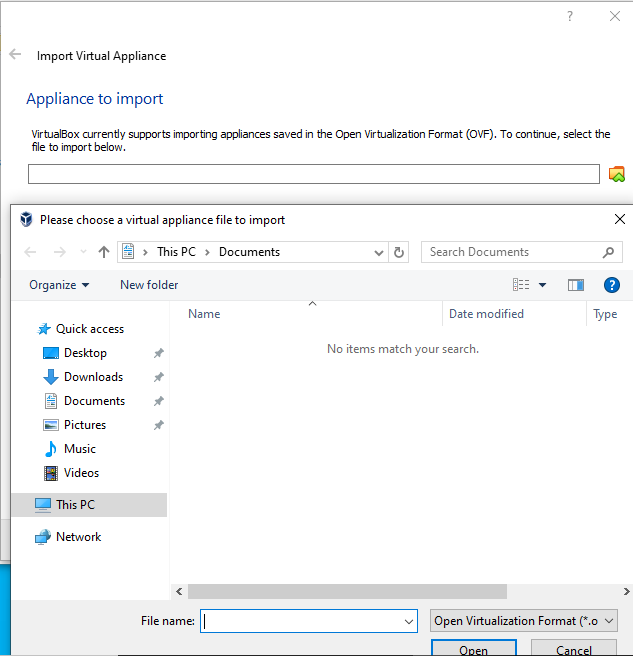 ?
Import Virtual Appliance
Appliance to import
VirtualBox currently supports importing appliances saved in the Open Virtualization Format (OVF). To continue, select the
file to import below.
Please choose a virtual appliance file to import
This PC > Documents
Search Documents
Organize
New folder
?
Name
Date modified
Type
No items match your search.
Quick access
Desktop
Downloads
Documents
Pictures
Music
Videos
This PC
Network
File name:
Open Virtualization Format (*.o
Open
Cancel